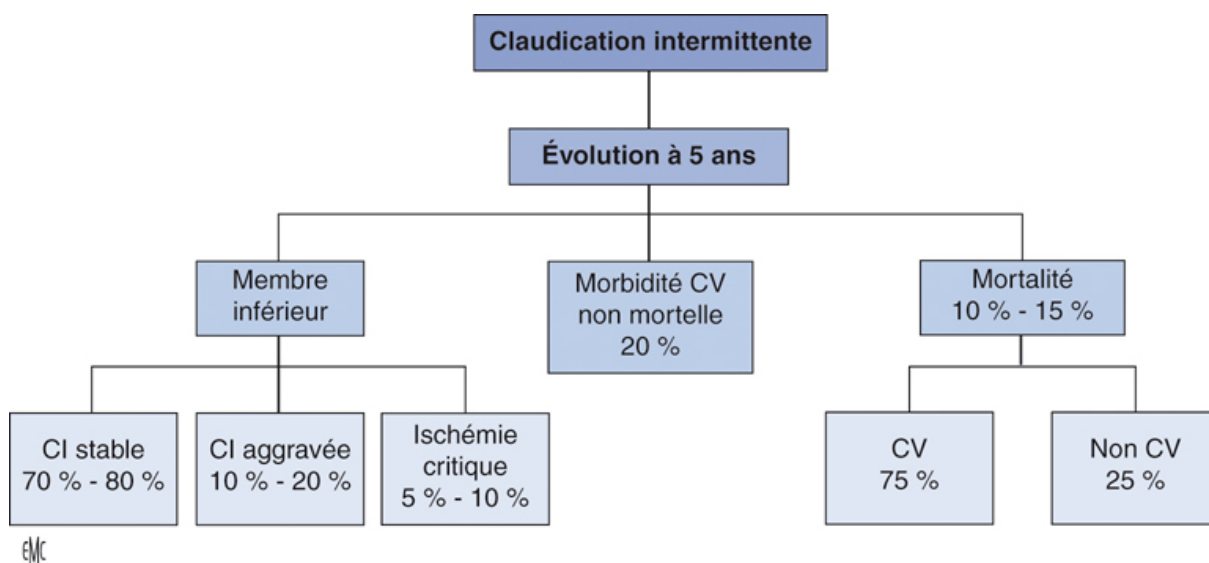 Claudication intermittente
Évolution à 5 ans
Membre
inférieur
Morbidité CV
non mortelle
20 %
Mortalité
10 % - 15 %
CI stable
70 % - 80 %
CI aggravée
10 % - 20 %
Ischémie
critique
5 % - 10 %
CV
75 %
Non CV
25 %
EMC